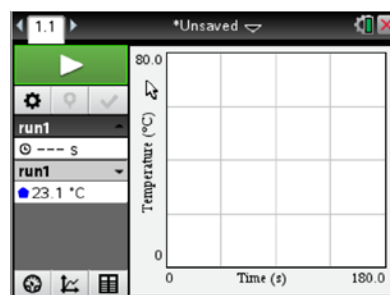 1.1
*Unsaved
run1
--- s
run1
23.1 °C
80.0
Temperature (°C)
0
0
Time (s)
180.0